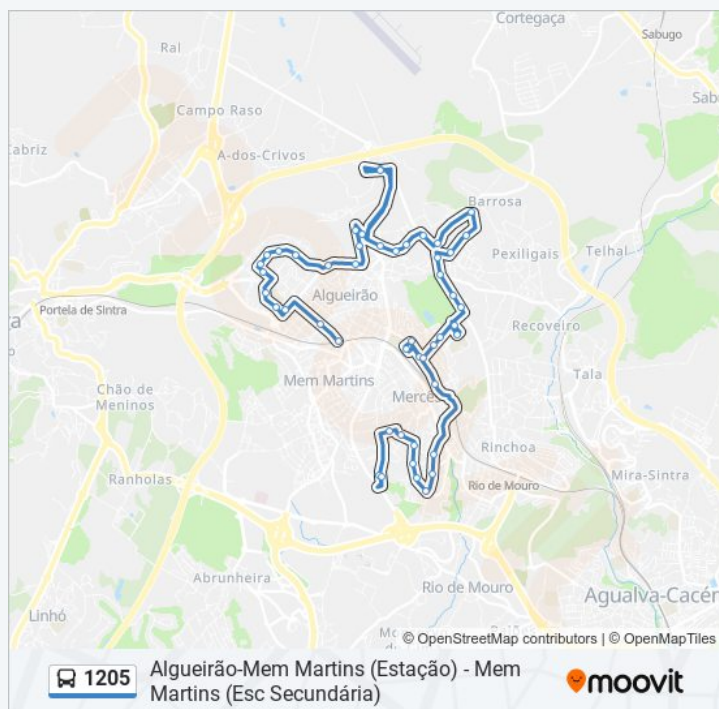 Cortegaça
Sabugo
Ral
Campo Raso
Cabriz
A-dos-Crivos
Barrosa
Pexiligais
Telhal
Algueirão
Portela de Sintra
Recoveiro
Mem Martins
Tala
Chão de
Meninos
Mercês
Rinchoa
Mira-Sintra
Ranholas
Rio de Mouro
Abrunheira
Rio de Mouro
Agualva-Cacém
Linhó
© OpenStreetMap contributors | © OpenMapTiles
1205
Algueirão-Mem Martins (Estação) - Mem
Martins (Esc Secundária)
moovit